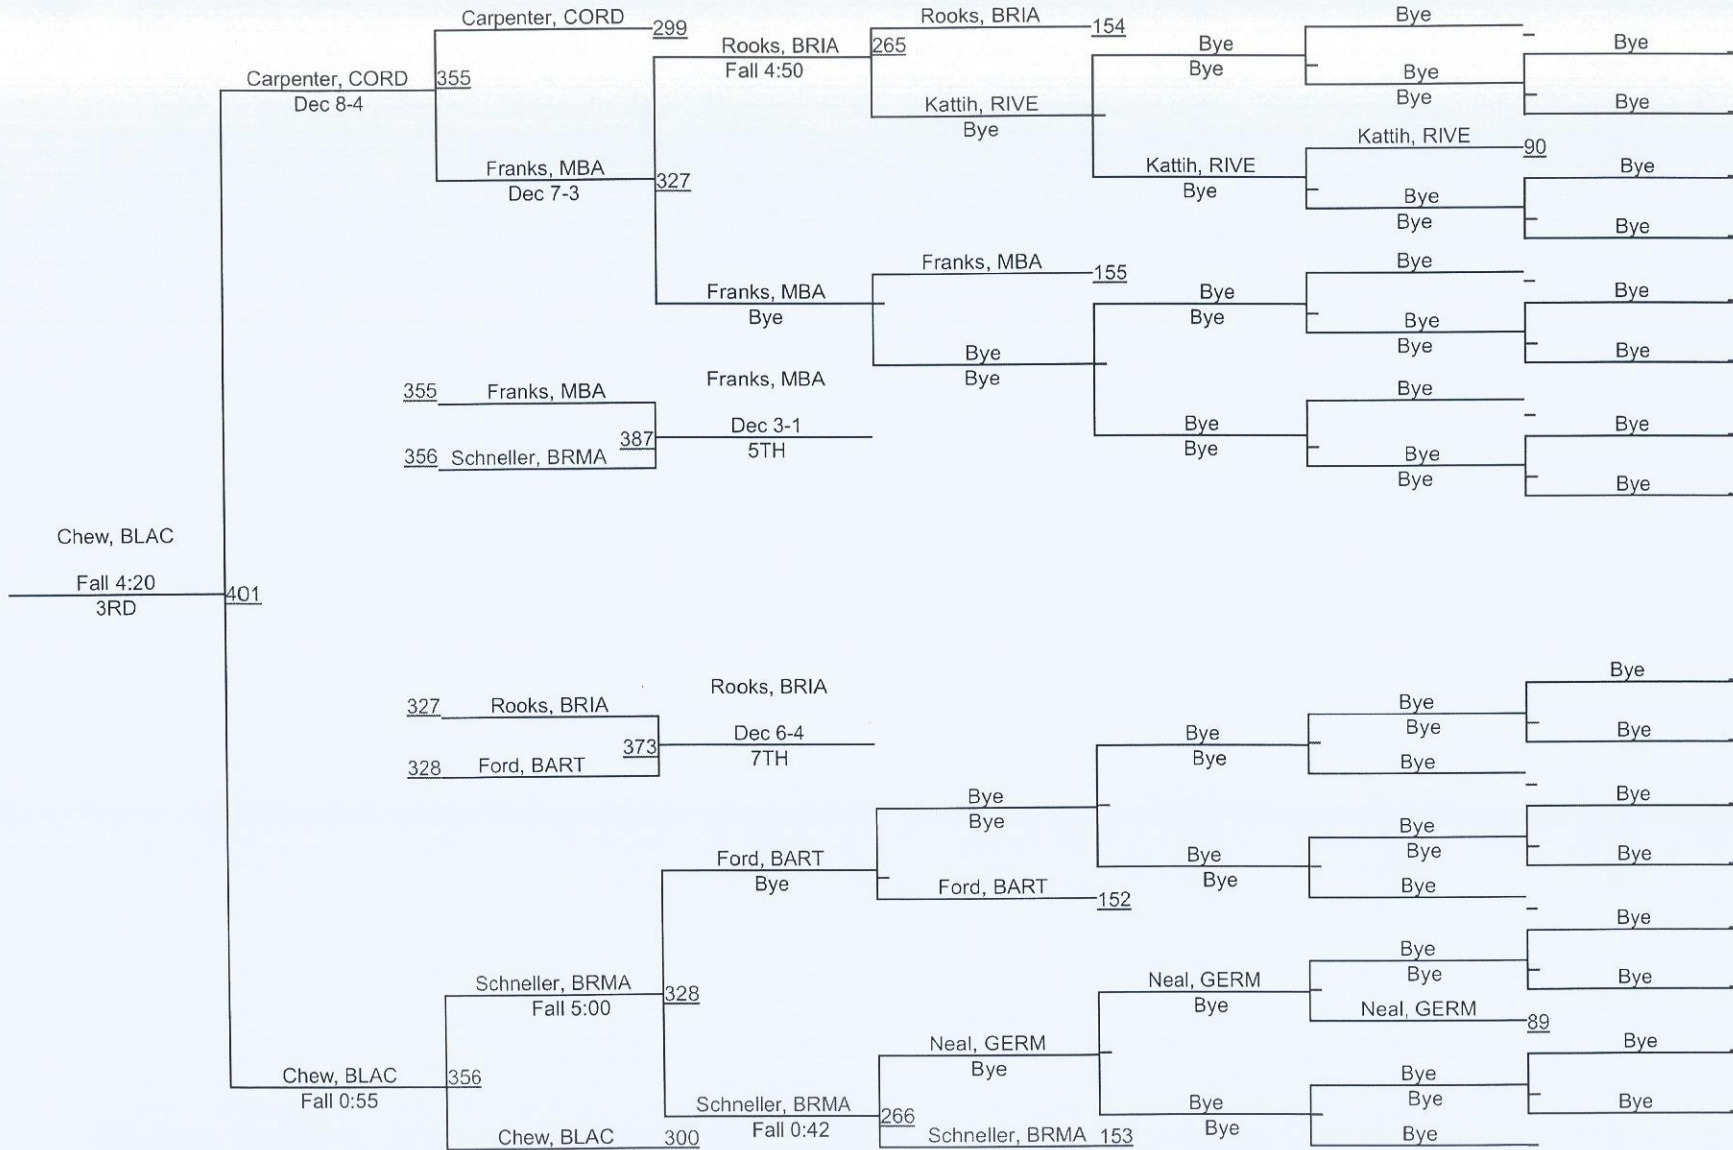 Carpenter, CORD
299
Rooks, BRIA
154
Bye
Rooks, BRIA
265
Bye
Bye
Fall 4:50
Bye
Carpenter, CORD
355
Bye
Dec 8-4
Bye
Bye
Kattih, RIVE
Bye
Kattih, RIVE
90
Franks, MBA
327
Kattih, RIVE
Bye
Dec 7-3
Bye
Bye
Bye
Bye
Franks, MBA
155
Bye
Franks, MBA
Bye
Bye
Bye
Bye
Bye
Bye
Bye
Bye
Bye
Bye
Franks, MBA
355
Franks, MBA
Bye
387
Dec 3-1
Bye
Bye
5TH
Bye
356
Schneller, BRMA
Bye
Bye
Bye
Chew, BLAC
Fall 4:20
401
3RD
Rooks, BRIA
Bye
327
Rooks, BRIA
Bye
Bye
373
Dec 6-4
Bye
Bye
7TH
Bye
328
Ford, BART
Bye
Bye
Bye
Bye
Bye
Bye
Ford, BART
Bye
Bye
Bye
Bye
Bye
Ford, BART
152
Bye
Bye
Bye
Bye
Bye
Schneller, BRMA
328
Neal, GERM
Fall 5:00
Bye
Neal, GERM
89
Neal, GERM
Bye
Bye
Chew, BLAC
356
Bye
Fall 0:55
Bye
Schneller, BRMA
266
Bye
Bye
Fall 0:42
Bye
Chew, BLAC
300
Schneller, BRMA
153
Bye